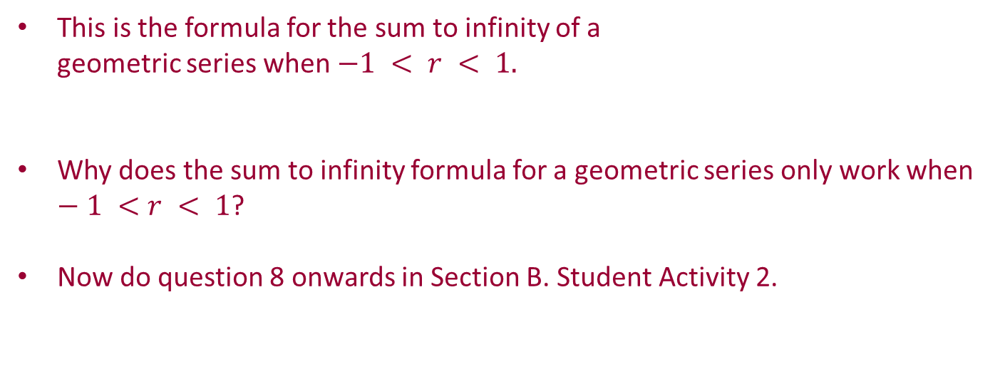 • This is the formula for the sum to infinity of a
geometric series when −1 < r < 1.
• Why does the sum to infinity formula for a geometric series only work when
− 1 < r < 1?
• Now do question 8 onwards in Section B. Student Activity 2.